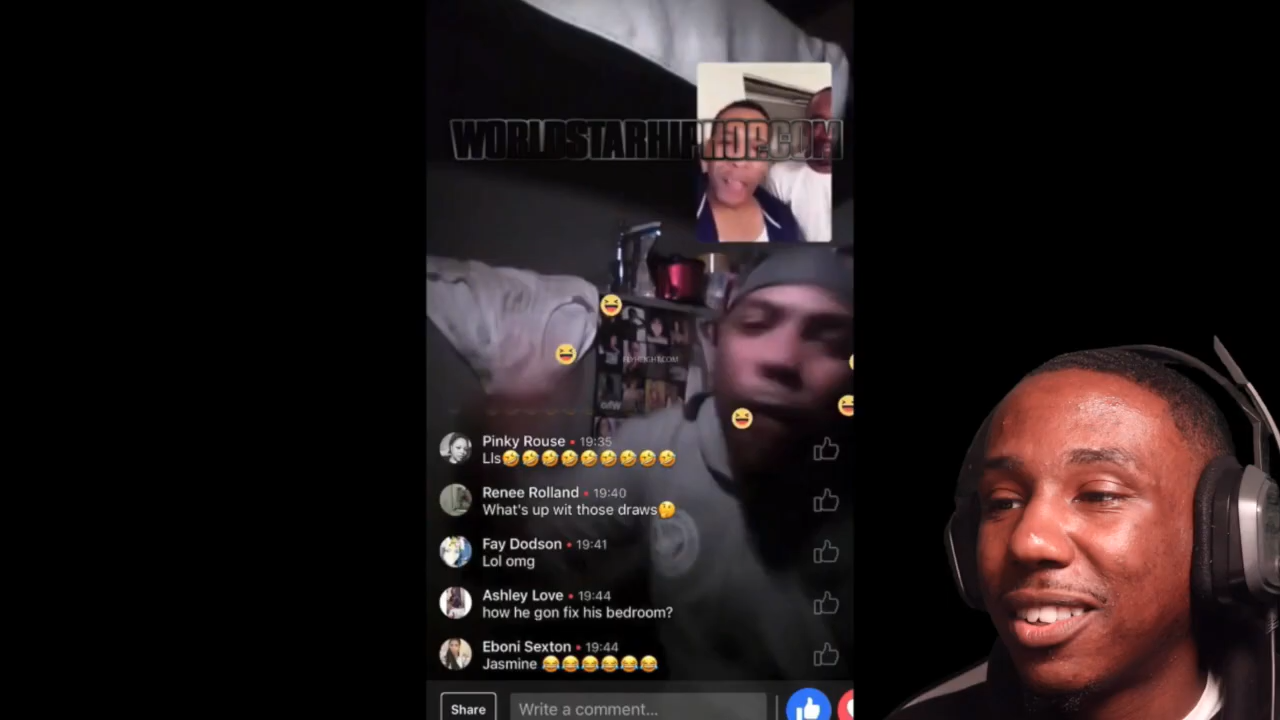 WORLDSTARHIPHOP.COM
Pinky Rouse • 19:35
Lls🤣🤣🤣🤣🤣🤣🤣🤣🤣
Renee Rolland • 19:40
What's up wit those draws🤔
Fay Dodson • 19:41
Lol omg
Ashley Love • 19:44
how he gon fix his bedroom?
Eboni Sexton • 19:44
Jasmine 😂😂😂😂😂😂
Share
Write a comment...